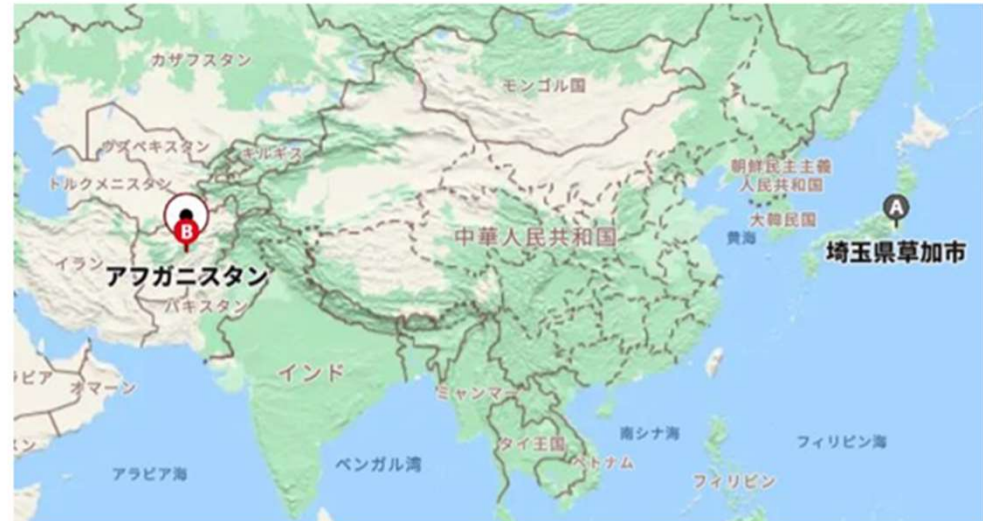 カザフスタン
モンゴル国
ウズベキスタン
キルギス
トルクメニスタン
朝鮮民主主義
人民共和国
A
大韓民国
B
中華人民共和国
黄海
埼玉県草加市
イラン
アフガニスタン
パキスタン
インド
ラビア
オマーン
ミャンマー
タイ王国
南シナ海
フィリピン海
ベンガル湾
ベトナム
アラビア海
フィリピン